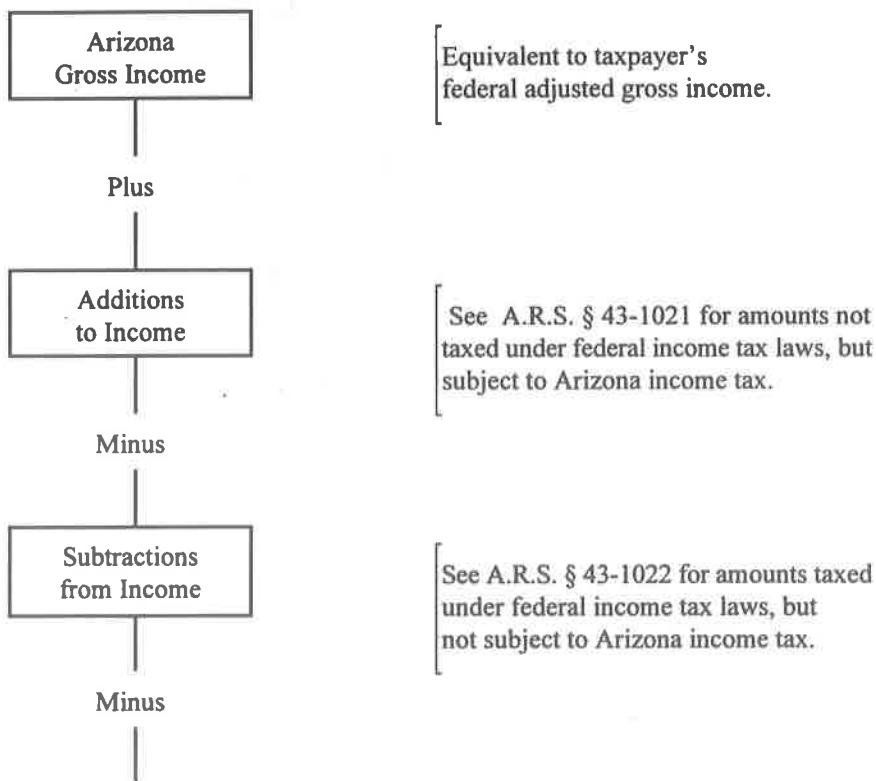 Arizona
Gross Income
Equivalent to taxpayer's
federal adjusted gross income.
Plus
Additions
to Income
See A.R.S. § 43-1021 for amounts not
taxed under federal income tax laws, but
subject to Arizona income tax.
Minus
Subtractions
from Income
See A.R.S. § 43-1022 for amounts taxed
under federal income tax laws, but
not subject to Arizona income tax.
Minus